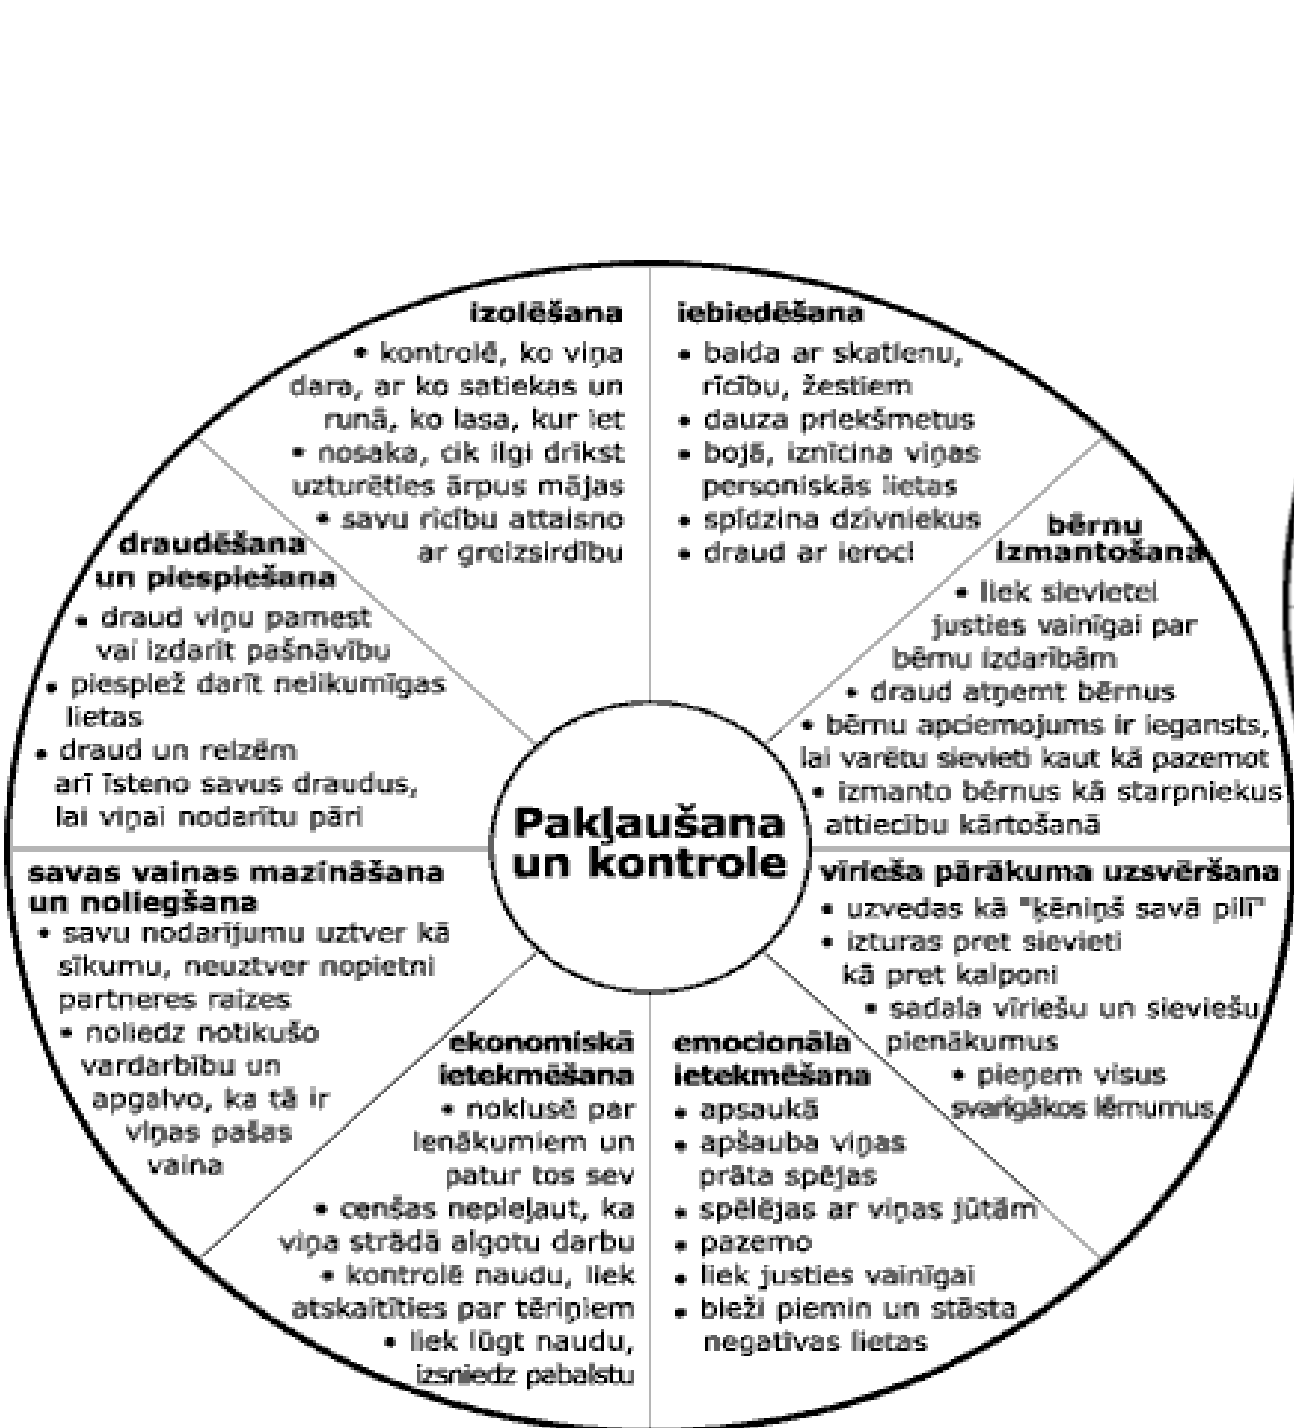 izolēšana
• kontrolē, ko viņa
dara, ar ko satiekas un
runā, ko lasa, kur iet
• nosaka, cik ilgi drīkst
uzturēties ārpus mājas
• savu rīcību attaisno
ar greizsirdību
iebiedēšana
• baida ar skatienu,
rīcību, žestiem
• dauza priekšmetus
• bojā, iznīcina viņas
personiskās lietas
• spīdzina dzīvniekus
• draud ar ieroci
bērnu
izmantošana
• liek sievietei
justies vainīgai par
bērnu izdarībām
• draud atņemt bērnus
• bērnu apciemojums ir iegansts,
lai varētu sievieti kaut kā pazemot
• izmanto bērnus kā starpniekus
attiecību kārtošanā
vīrieša pārākuma uzsvēršana
• uzvedas kā "ķēniņš savā pilī"
• izturas pret sievieti
kā pret kalponi
• sadala vīriešu un sieviešu
pienākumus
• pieņem visus
svarīgākos lēmumus
emocionāla
ietekmēšana
• apsaukā
• apšauba viņas
prāta spējas
• spēlējas ar viņas jūtām
• pazemo
• liek justies vainīgai
• bieži piemin un stāsta
negatīvas lietas
ekonomiskā
ietekmēšana
• noklusē par
ienākumiem un
patur tos sev
• cenšas nepieļaut, ka
viņa strādā algotu darbu
• kontrolē naudu, liek
atskaitīties par tēriņiem
• liek lūgt naudu,
izsniedz pabalstu
savas vainas mazināšana
un noliegšana
• savu nodarījumu uztver kā
sīkumu, neuztver nopietni
partneres raizes
• noliedz notikušo
vardarbību un
apgalvo, ka tā ir
viņas pašas
vaina
draudēšana
un piespiešana
• draud viņu pamest
vai izdarīt pašnāvību
• piespiež darīt nelikumīgas
lietas
• draud un reizēm
arī īsteno savus draudus,
lai viņai nodarītu pāri
Pakļaušana
un kontrole